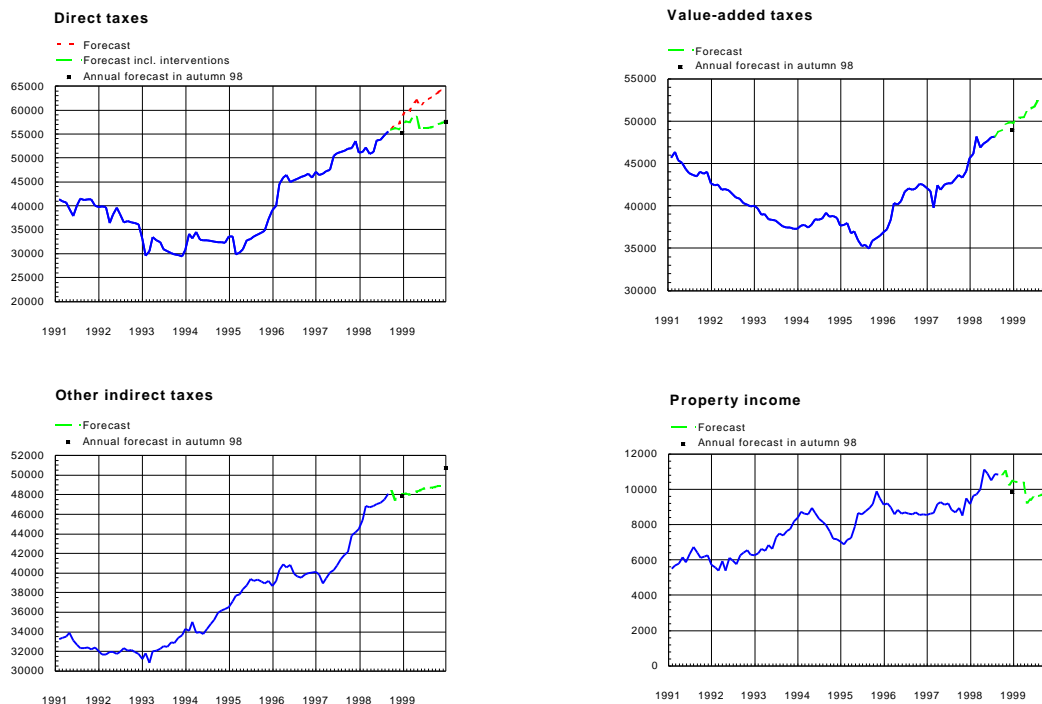 Direct taxes
Forecast
Forecast incl. interventions
Annual forecast in autumn 98
65000
60000
55000
50000
45000
40000
35000
30000
25000
20000
1991 1992 1993 1994 1995 1996 1997 1998 1999
Value-added taxes
Forecast
Annual forecast in autumn 98
55000
50000
45000
40000
35000
30000
1991 1992 1993 1994 1995 1996 1997 1998 1999
Other indirect taxes
Forecast
Annual forecast in autumn 98
52000
50000
48000
46000
44000
42000
40000
38000
36000
34000
32000
30000
1991 1992 1993 1994 1995 1996 1997 1998 1999
Property income
Forecast
Annual forecast in autumn 98
12000
10000
8000
6000
4000
2000
0
1991 1992 1993 1994 1995 1996 1997 1998 1999